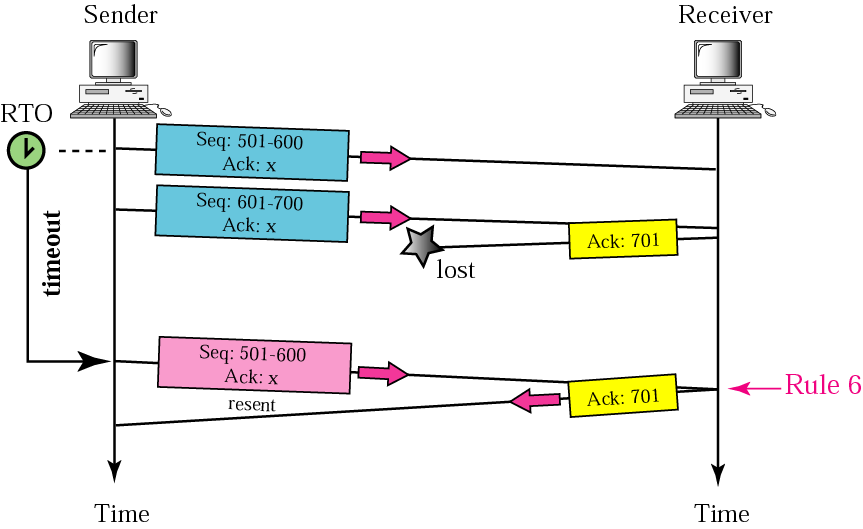 Sender
Receiver
RTO
Seq: 501-600
Ack: x
Seq: 601-700
Ack: x
Ack: 701
lost
timeout
Seq: 501-600
Ack: x
resent
Ack: 701
Rule 6
Time
Time